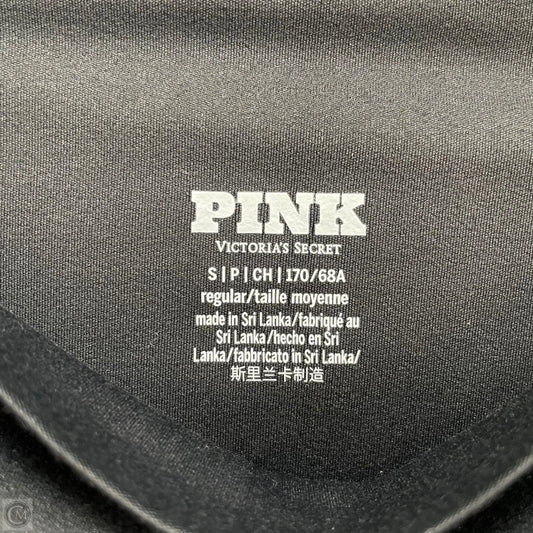 PINK
VICTORIA'S SECRET
S | P | CH | 170/68A
regular/taille moyenne
made in Sri Lanka/fabriqué au
Sri Lanka/hecho en Sri
Lanka/fabbricato in Sri Lanka/
斯里兰卡制造